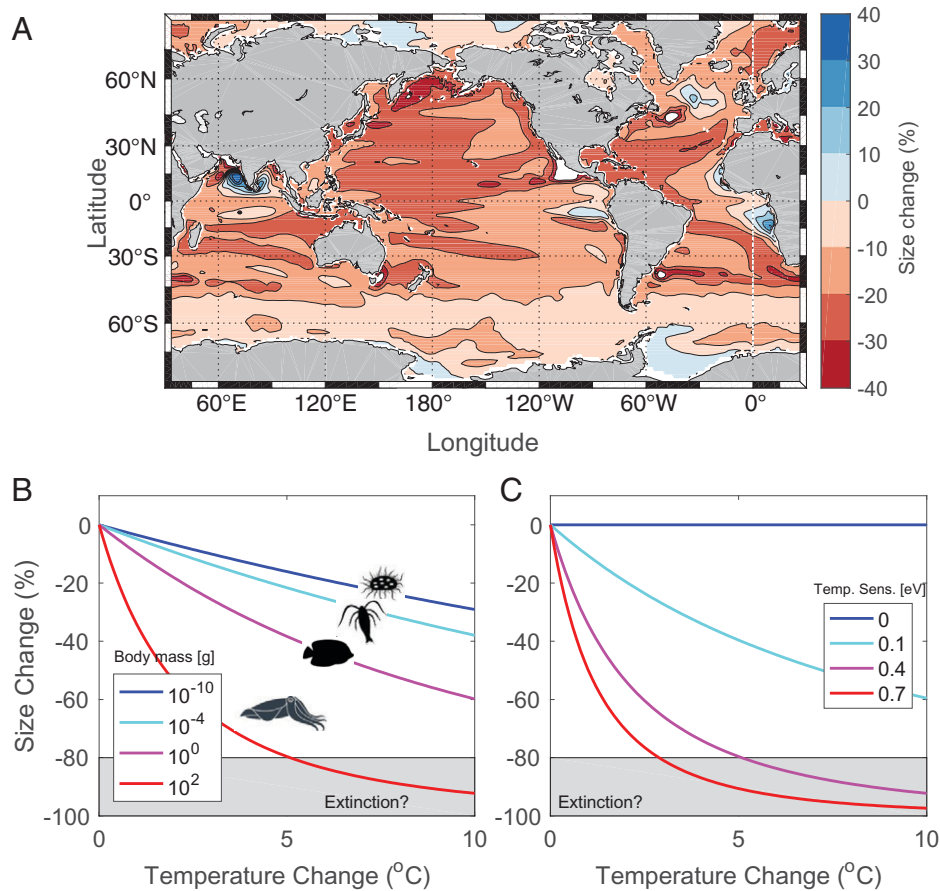 A
60°N
30°N
0°
30°S
60°S
Latitude
60°E
120°E
180°
120°W
60°W
0°
Longitude
40
30
20
10
0
-10
-20
-30
-40
Size change (%)
B
0
-20
-40
-60
-80
-100
Size Change (%)
Body mass [g]
10^-10
10^-4
10^0
10^2
Extinction?
0
5
10
Temperature Change (°C)
C
0
-20
-40
-60
-80
-100
Temp. Sens. [eV]
0
0.1
0.4
0.7
Extinction?
0
5
10
Temperature Change (°C)